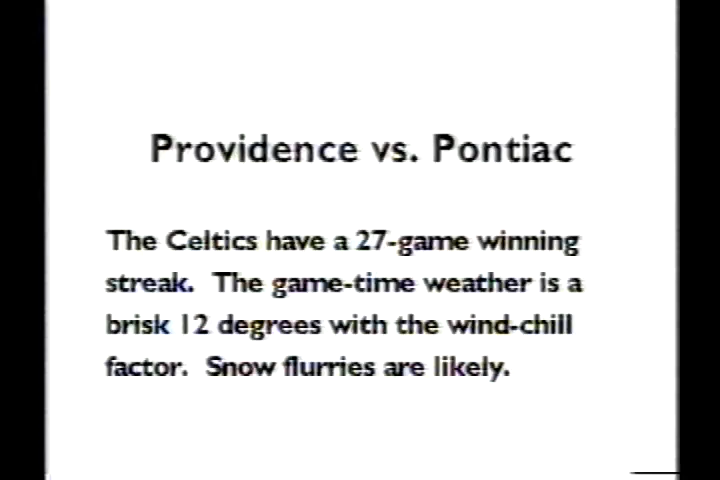 Providence vs. Pontiac
The Celtics have a 27-game winning
streak.  The game-time weather is a
brisk 12 degrees with the wind-chill
factor.  Snow flurries are likely.